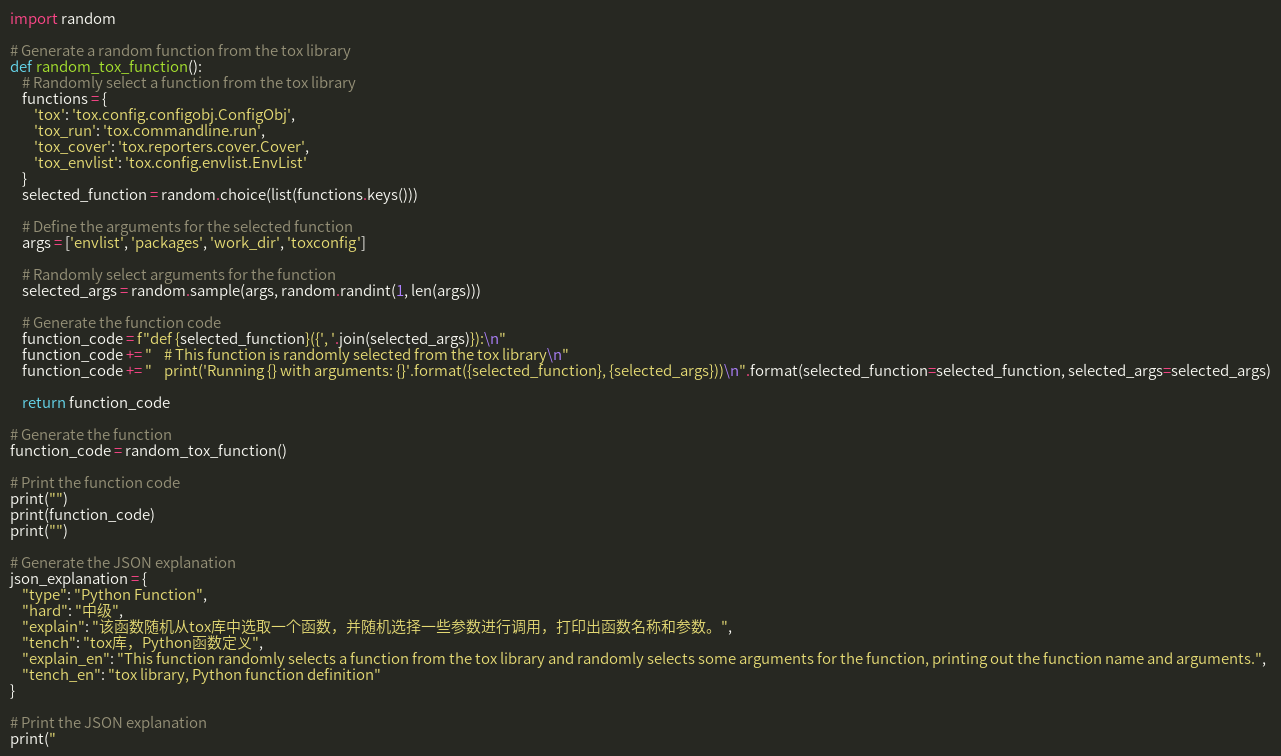 import random
# Generate a random function from the tox library
def random_tox_function():
    # Randomly select a function from the tox library
    functions = {
        'tox': 'tox.config.configobj.ConfigObj',
        'tox_run': 'tox.commandline.run',
        'tox_cover': 'tox.reporters.cover.Cover',
        'tox_envlist': 'tox.config.envlist.EnvList'
    }
    selected_function = random.choice(list(functions.keys()))
    # Define the arguments for the selected function
    args = ['envlist', 'packages', 'work_dir', 'toxconfig']
    # Randomly select arguments for the function
    selected_args = random.sample(args, random.randint(1, len(args)))
    # Generate the function code
    function_code = f"def {selected_function}({', '.join(selected_args)}):\n"
    function_code += "    # This function is randomly selected from the tox library\n"
    function_code += "    print('Running {} with arguments: {}'.format({selected_function}, {selected_args}))\n".format(selected_function=selected_function, selected_args=selected_args)
    return function_code
# Generate the function
function_code = random_tox_function()
# Print the function code
print("")
print(function_code)
print("")
# Generate the JSON explanation
json_explanation = {
    "type": "Python Function",
    "hard": "中级",
    "explain": "该函数随机从tox库中选取一个函数，并随机选择一些参数进行调用，打印出函数名称和参数。",
    "tench": "tox库，Python函数定义",
    "explain_en": "This function randomly selects a function from the tox library and randomly selects some arguments for the function, printing out the function name and arguments.",
    "tench_en": "tox library, Python function definition"
}
# Print the JSON explanation
print("